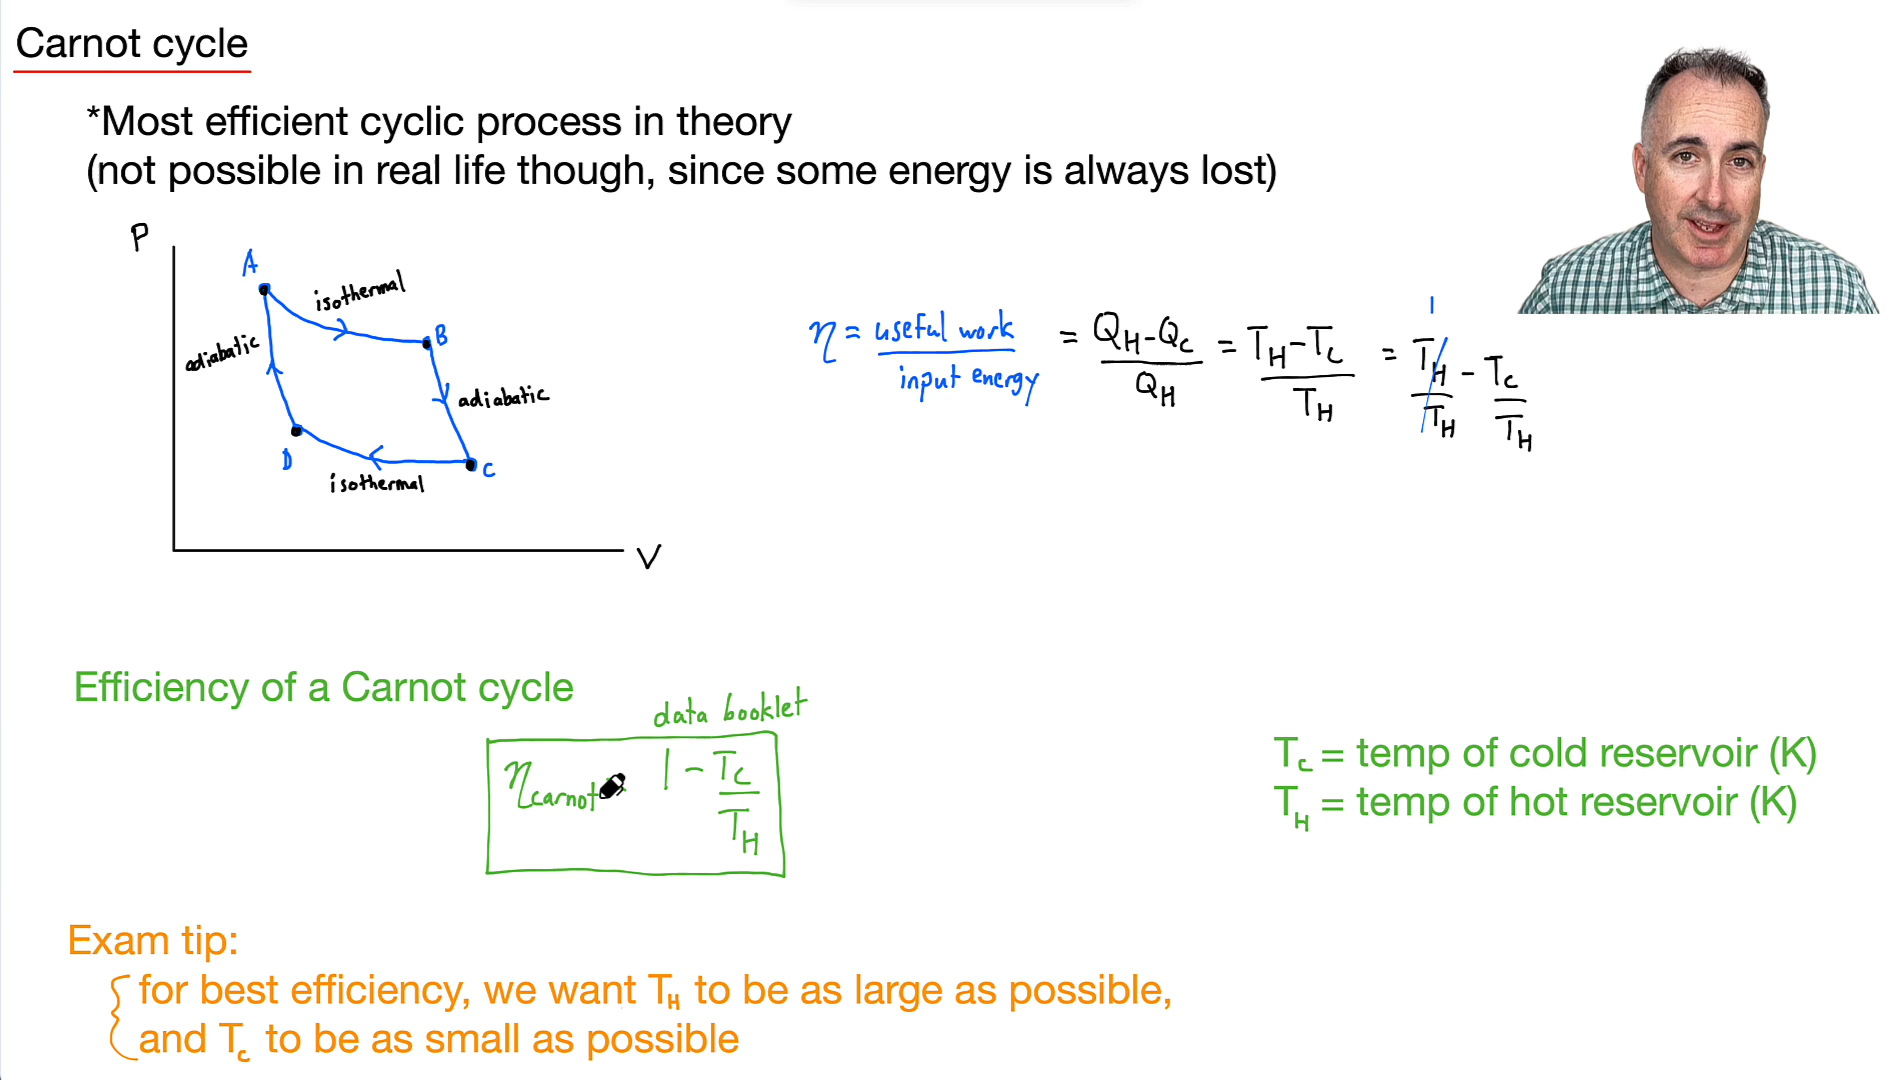 Carnot cycle
*Most efficient cyclic process in theory
(not possible in real life though, since some energy is always lost)
P
A
isothermal
B
adiabatic
adiabatic
D
C
isothermal
V
η = useful work / input energy = Q_H - Q_C / Q_H = T_H - T_C / T_H = T_H / T_H - T_C / T_H
1
Efficiency of a Carnot cycle
data booklet
η_carnot 1 - T_C / T_H
T_C = temp of cold reservoir (K)
T_H = temp of hot reservoir (K)
Exam tip:
for best efficiency, we want T_H to be as large as possible,
and T_C to be as small as possible